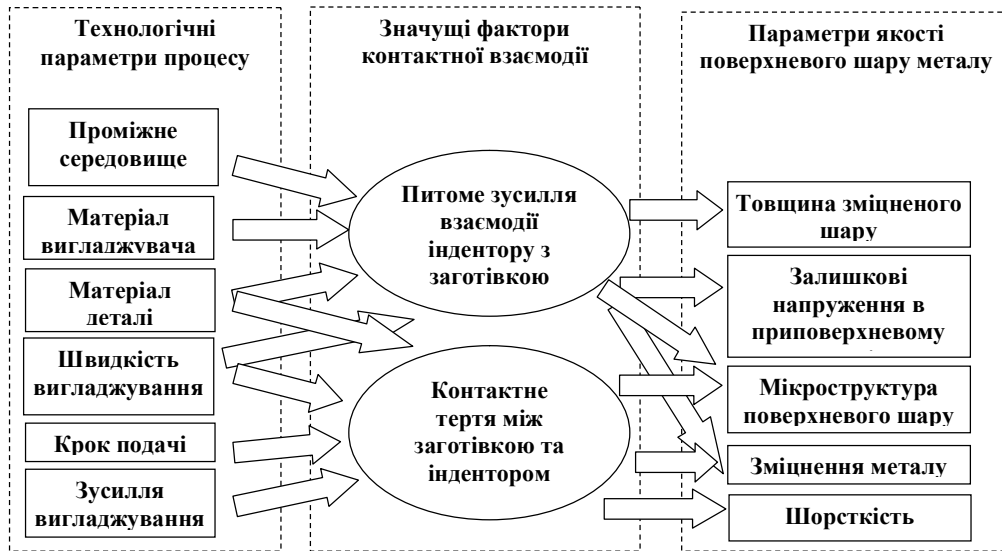 Технологічні
параметри процесу
Проміжне
середовище
Матеріал
вигладжувача
Матеріал
деталі
Швидкість
вигладжування
Крок подачі
Зусилля
вигладжування
Значущі фактори
контактної взаємодії
Питоме зусилля
взаємодії
індентору з
заготівкою
Контактне
тертя між
заготівкою та
індентором
Параметри якості
поверхневого шару металу
Товщина зміцненого
шару
Залишкові
напруження в
приповерхневому
Мікроструктура
поверхневого шару
Зміцнення металу
Шорсткість